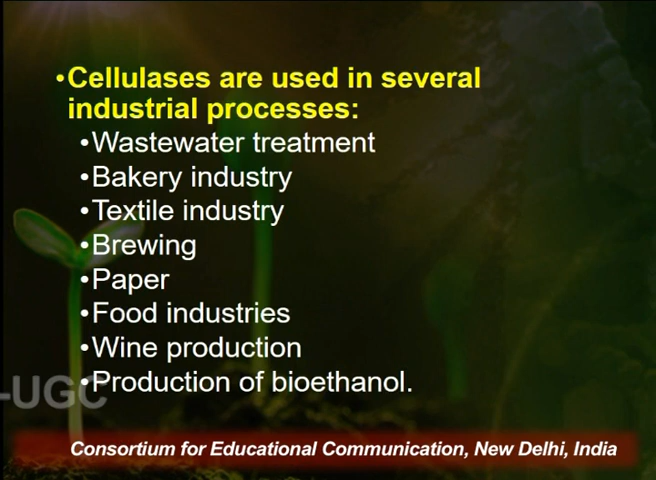 •Cellulases are used in several
industrial processes:
•Wastewater treatment
•Bakery industry
•Textile industry
•Brewing
•Paper
•Food industries
•Wine production
•Production of bioethanol.
-UGC
Consortium for Educational Communication, New Delhi, India